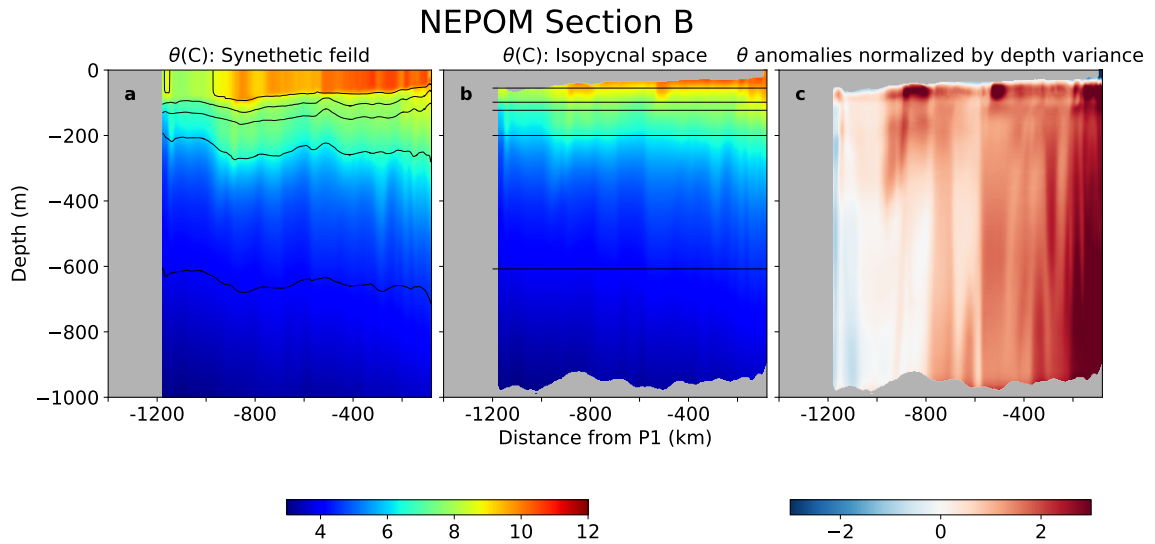 NEPOM Section B
θ(C): Synethetic feild
θ(C): Isopycnal space
θ anomalies normalized by depth variance
a
b
c
0
−200
−400
−600
−800
−1000
Depth (m)
-1200
-800
-400
-1200
-800
-400
-1200
-800
-400
Distance from P1 (km)
4
6
8
10
12
−2
0
2